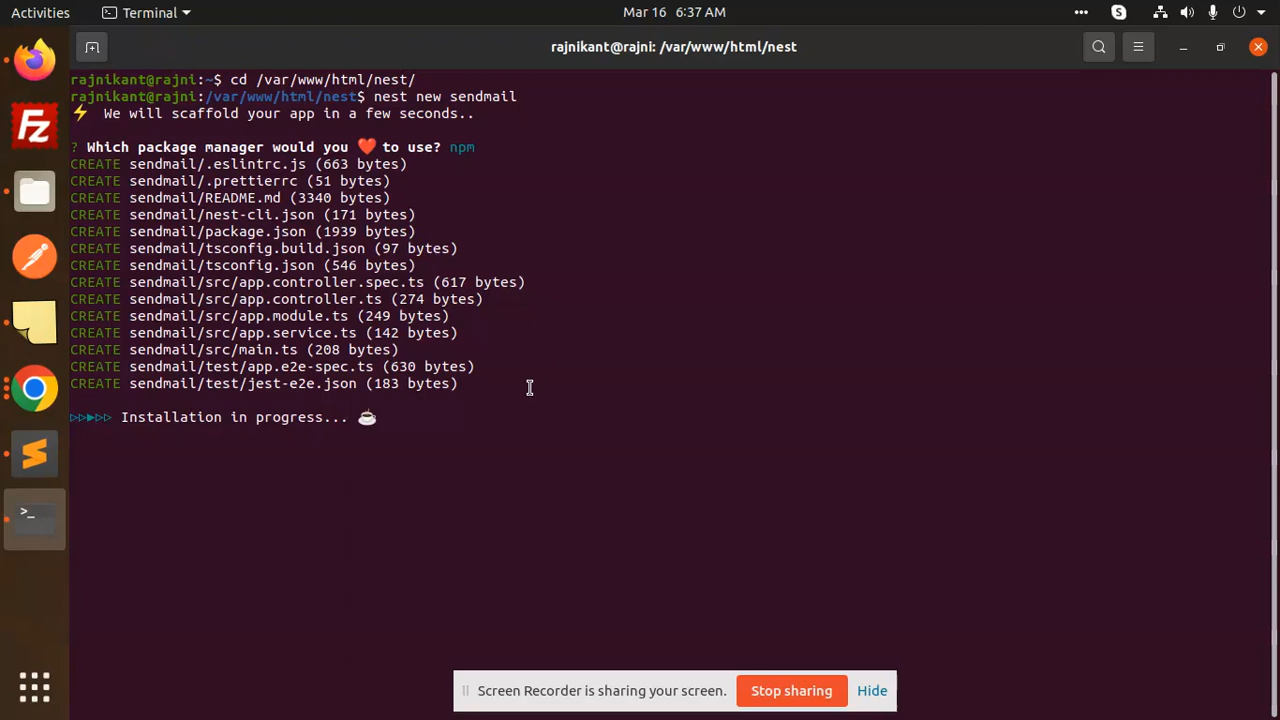 Activities
Terminal
Mar 16 6:37 AM
rajnikant@rajni: /var/www/html/nest
rajnikant@rajni:~$ cd /var/www/html/nest/
rajnikant@rajni:/var/www/html/nest$ nest new sendmail
⚡ We will scaffold your app in a few seconds..
? Which package manager would you ❤️ to use? npm
CREATE sendmail/.eslintrc.js (663 bytes)
CREATE sendmail/.prettierrc (51 bytes)
CREATE sendmail/README.md (3340 bytes)
CREATE sendmail/nest-cli.json (171 bytes)
CREATE sendmail/package.json (1939 bytes)
CREATE sendmail/tsconfig.build.json (97 bytes)
CREATE sendmail/tsconfig.json (546 bytes)
CREATE sendmail/src/app.controller.spec.ts (617 bytes)
CREATE sendmail/src/app.controller.ts (274 bytes)
CREATE sendmail/src/app.module.ts (249 bytes)
CREATE sendmail/src/app.service.ts (142 bytes)
CREATE sendmail/src/main.ts (208 bytes)
CREATE sendmail/test/app.e2e-spec.ts (630 bytes)
CREATE sendmail/test/jest-e2e.json (183 bytes)
▹▹▸▹▹ Installation in progress... ☕
Screen Recorder is sharing your screen.
Stop sharing
Hide